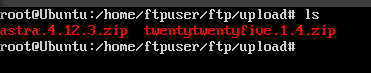 root@Ubuntu:/home/ftpuser/ftp/upload# ls
astra.4.12.3.zip  twentytwentyfive.1.4.zip
root@Ubuntu:/home/ftpuser/ftp/upload#